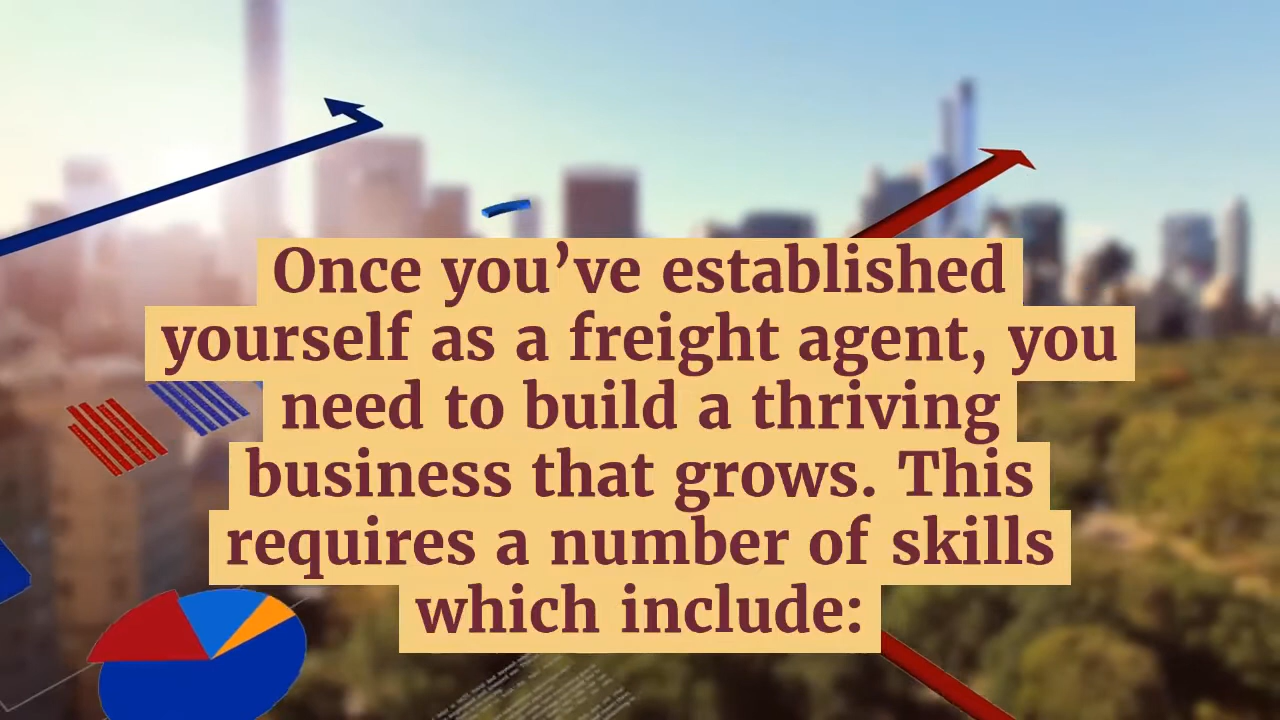 Once you’ve established
yourself as a freight agent, you
need to build a thriving
business that grows. This
requires a number of skills
which include: